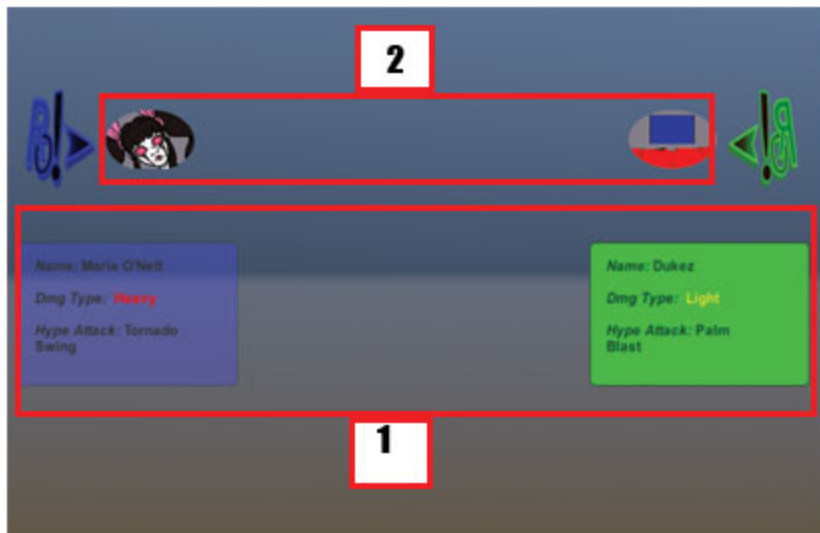 2
Name: Marie O'Nett
Dmg Type: Heavy
Hype Attack: Tornado
Swing
Name: Dukez
Dmg Type: Light
Hype Attack: Palm
Blast
1